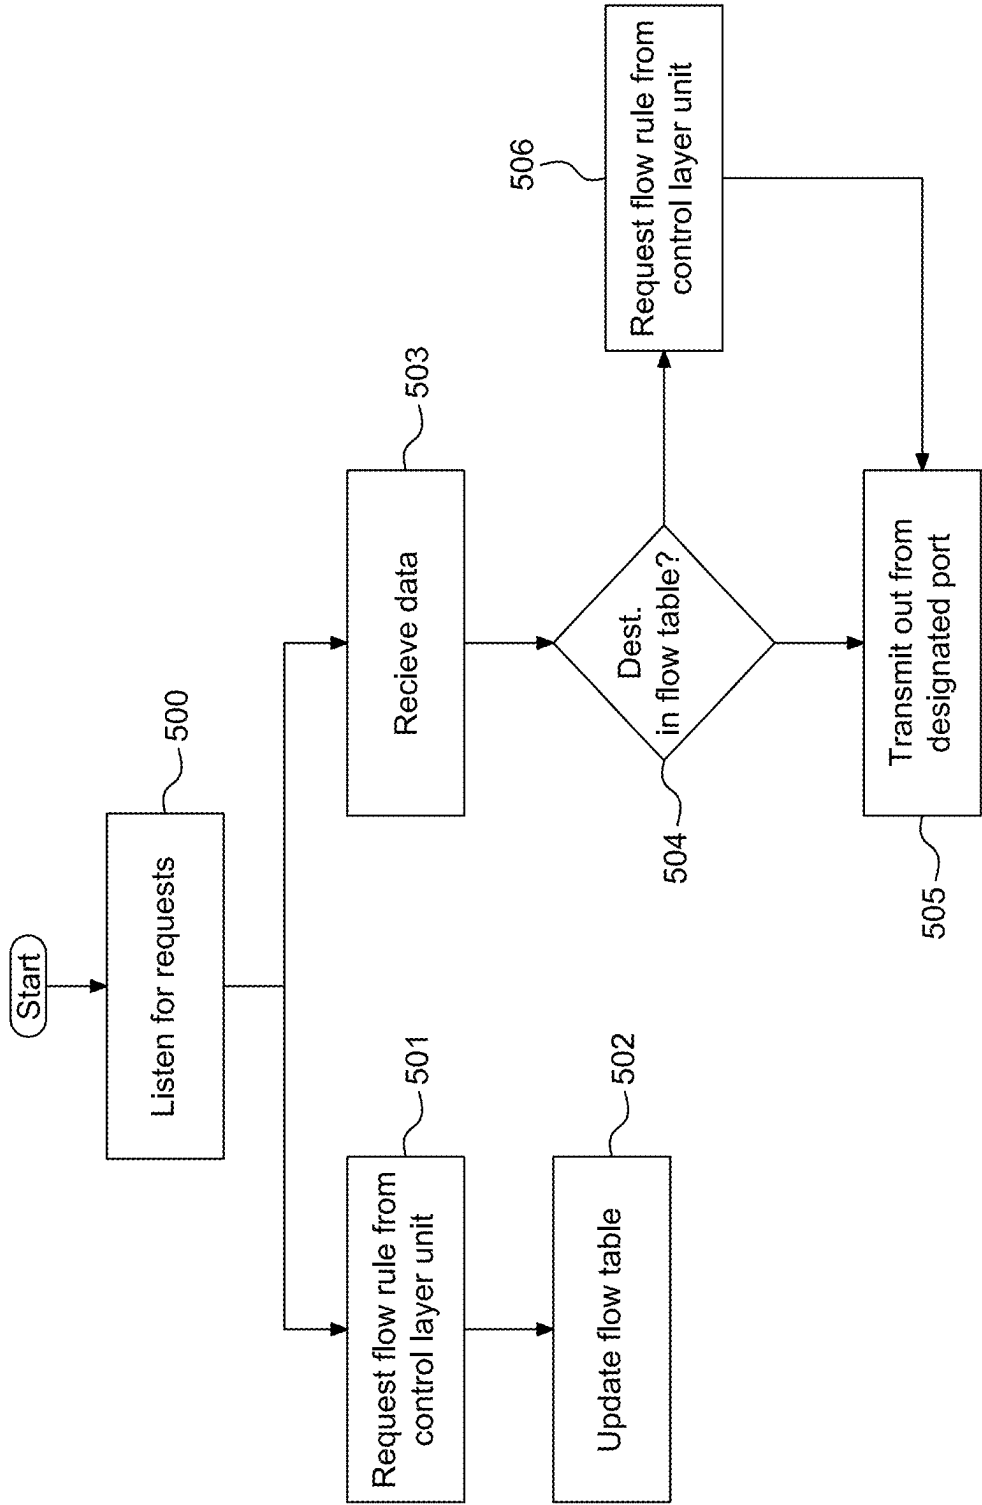 Start
Listen for requests
500
Request flow rule from
control layer unit
501
Update flow table
502
Recieve data
503
Dest.
in flow table?
504
Transmit out from
designated port
505
Request flow rule from
control layer unit
506